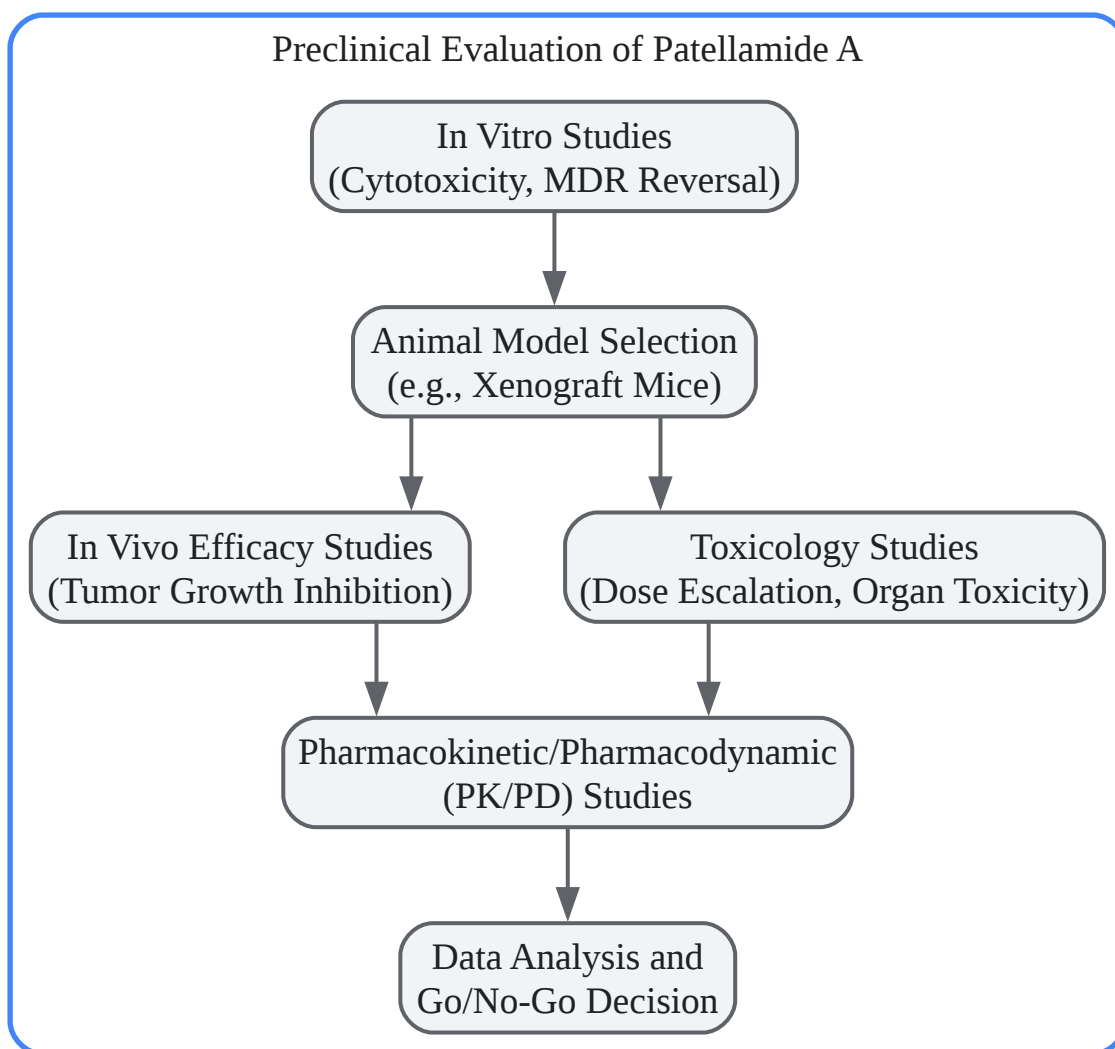 Preclinical Evaluation of Patellamide A
In Vitro Studies
(Cytotoxicity, MDR Reversal)
Animal Model Selection
(e.g., Xenograft Mice)
In Vivo Efficacy Studies
(Tumor Growth Inhibition)
Toxicology Studies
(Dose Escalation, Organ Toxicity)
Pharmacokinetic/Pharmacodynamic
(PK/PD) Studies
Data Analysis and
Go/No-Go Decision